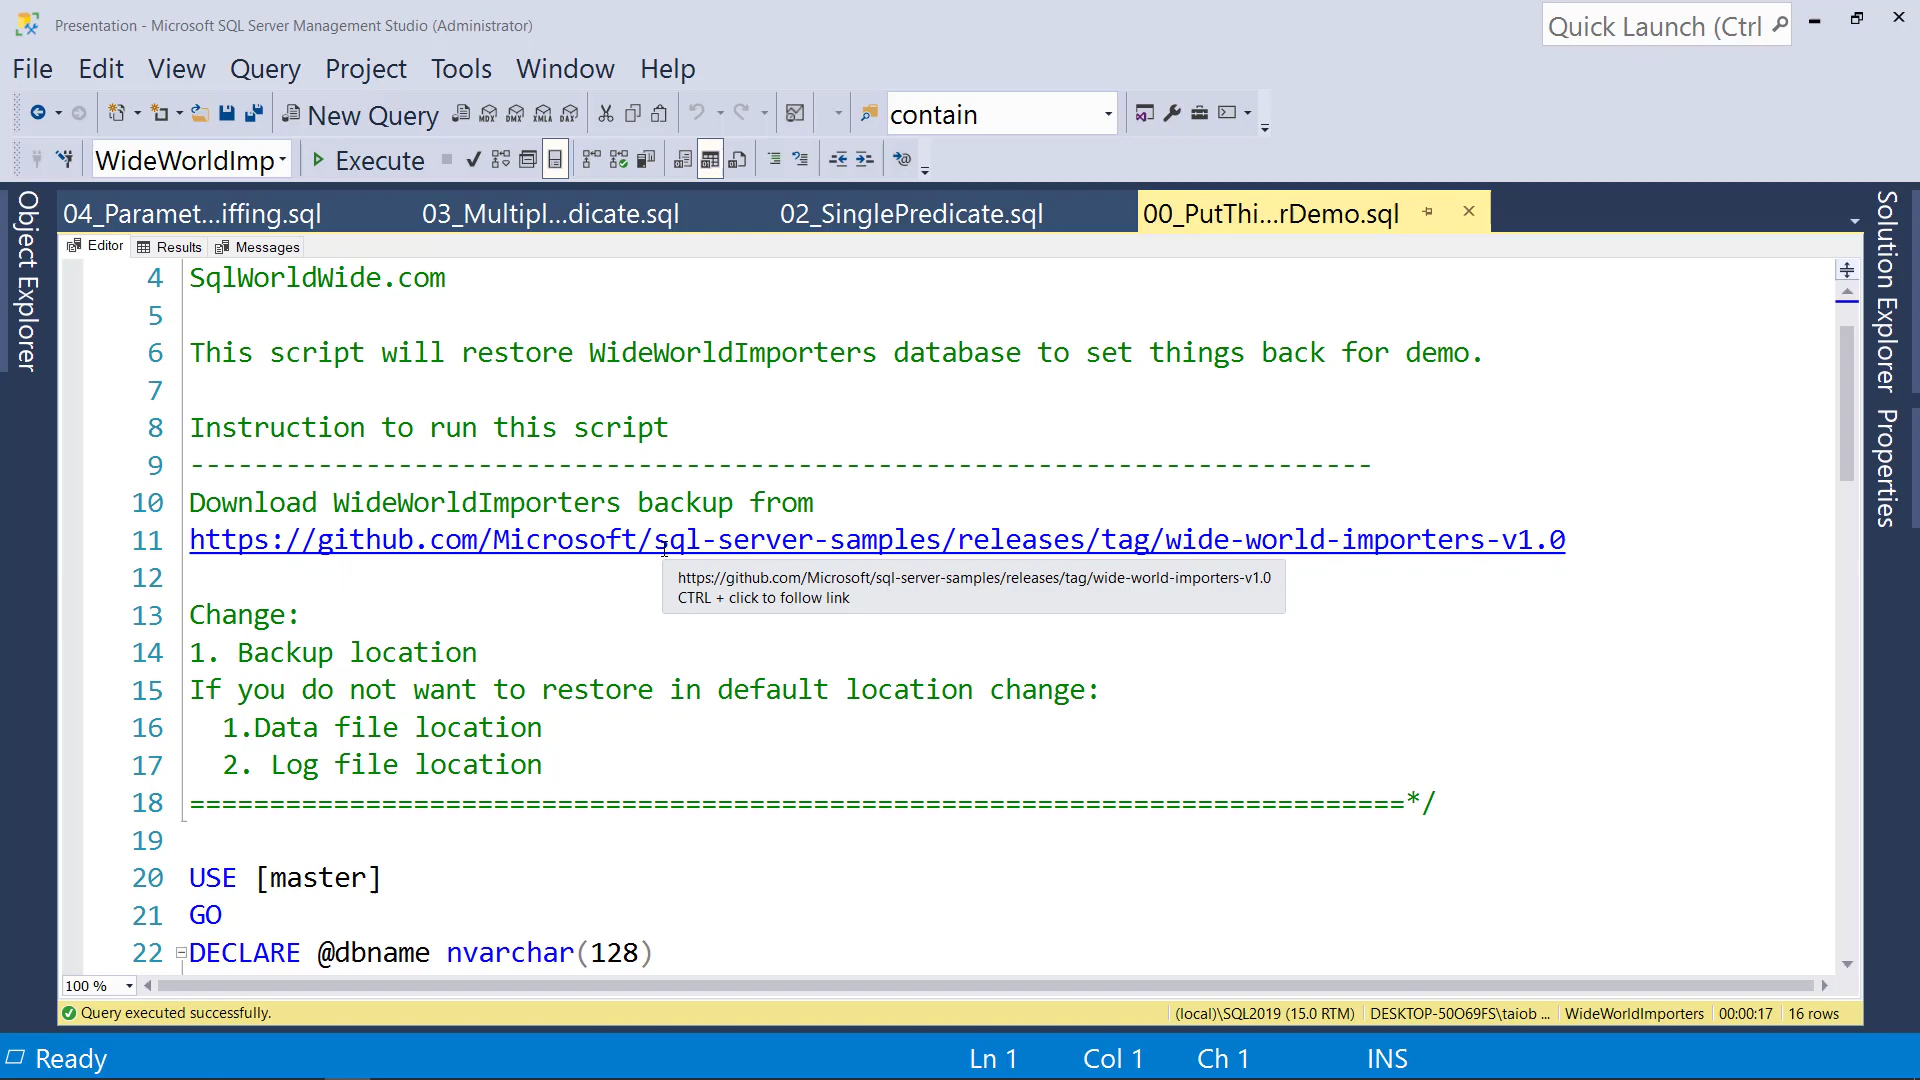 Presentation - Microsoft SQL Server Management Studio (Administrator)
Quick Launch (Ctrl
File Edit View Query Project Tools Window Help
New Query
MDX DMX XMLA DAX
contain
WideWorldImp
Execute
04_Paramet...iffing.sql
03_Multipl...dicate.sql
02_SinglePredicate.sql
00_PutThi...rDemo.sql
Object Explorer
Solution Explorer
Properties
Editor Results Messages
4 SqlWorldWide.com
5
6 This script will restore WideWorldImporters database to set things back for demo.
7
8 Instruction to run this script
9 --------------------------------------------------------------------------
10 Download WideWorldImporters backup from
11 https://github.com/Microsoft/sql-server-samples/releases/tag/wide-world-importers-v1.0
https://github.com/Microsoft/sql-server-samples/releases/tag/wide-world-importers-v1.0
CTRL + click to follow link
12
13 Change:
14 1. Backup location
15 If you do not want to restore in default location change:
16 1.Data file location
17 2. Log file location
18 ============================================================================*/
19
20 USE [master]
21 GO
22 DECLARE @dbname nvarchar(128)
100 %
Query executed successfully.
(local)\SQL2019 (15.0 RTM)
DESKTOP-50O69FS\taiob ...
WideWorldImporters
00:00:17
16 rows
Ready
Ln 1
Col 1
Ch 1
INS